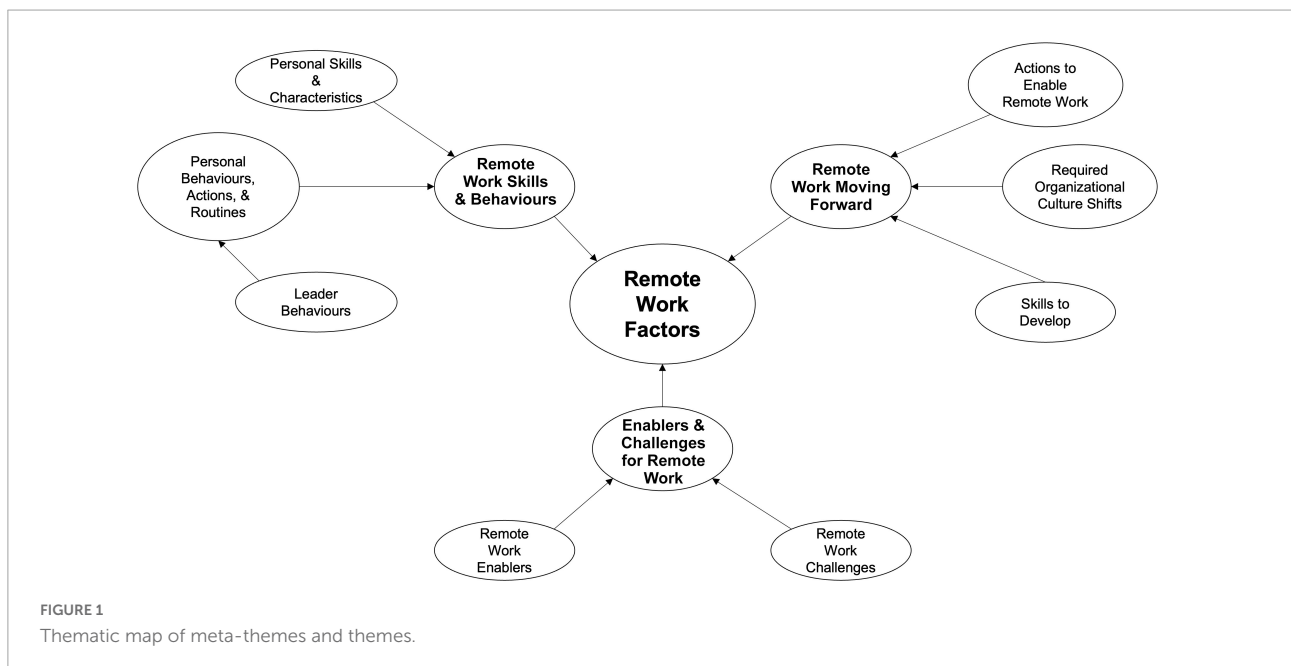 Personal Skills
&
Characteristics
Personal
Behaviours,
Actions, &
Routines
Leader
Behaviours
Remote
Work Skills
& Behaviours
Actions to
Enable
Remote Work
Remote
Work Moving
Forward
Required
Organizational
Culture Shifts
Skills to
Develop
Remote
Work
Factors
Enablers &
Challenges
for Remote
Work
Remote
Work
Enablers
Remote
Work
Challenges
FIGURE 1
Thematic map of meta-themes and themes.